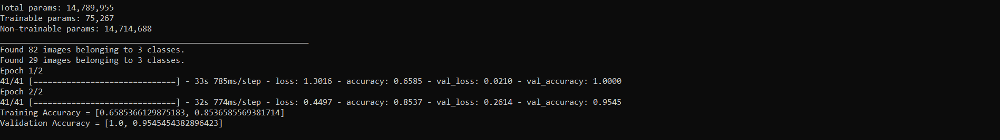 Total params: 14,789,955
Trainable params: 75,267
Non-trainable params: 14,714,688
_________________________________________________________________
Found 82 images belonging to 3 classes.
Found 29 images belonging to 3 classes.
Epoch 1/2
41/41 [==============================] - 33s 785ms/step - loss: 1.3016 - accuracy: 0.6585 - val_loss: 0.0210 - val_accuracy: 1.0000
Epoch 2/2
41/41 [==============================] - 32s 774ms/step - loss: 0.4497 - accuracy: 0.8537 - val_loss: 0.2614 - val_accuracy: 0.9545
Training Accuracy = [0.6585366129875183, 0.8536585569381714]
Validation Accuracy = [1.0, 0.9545454382896423]